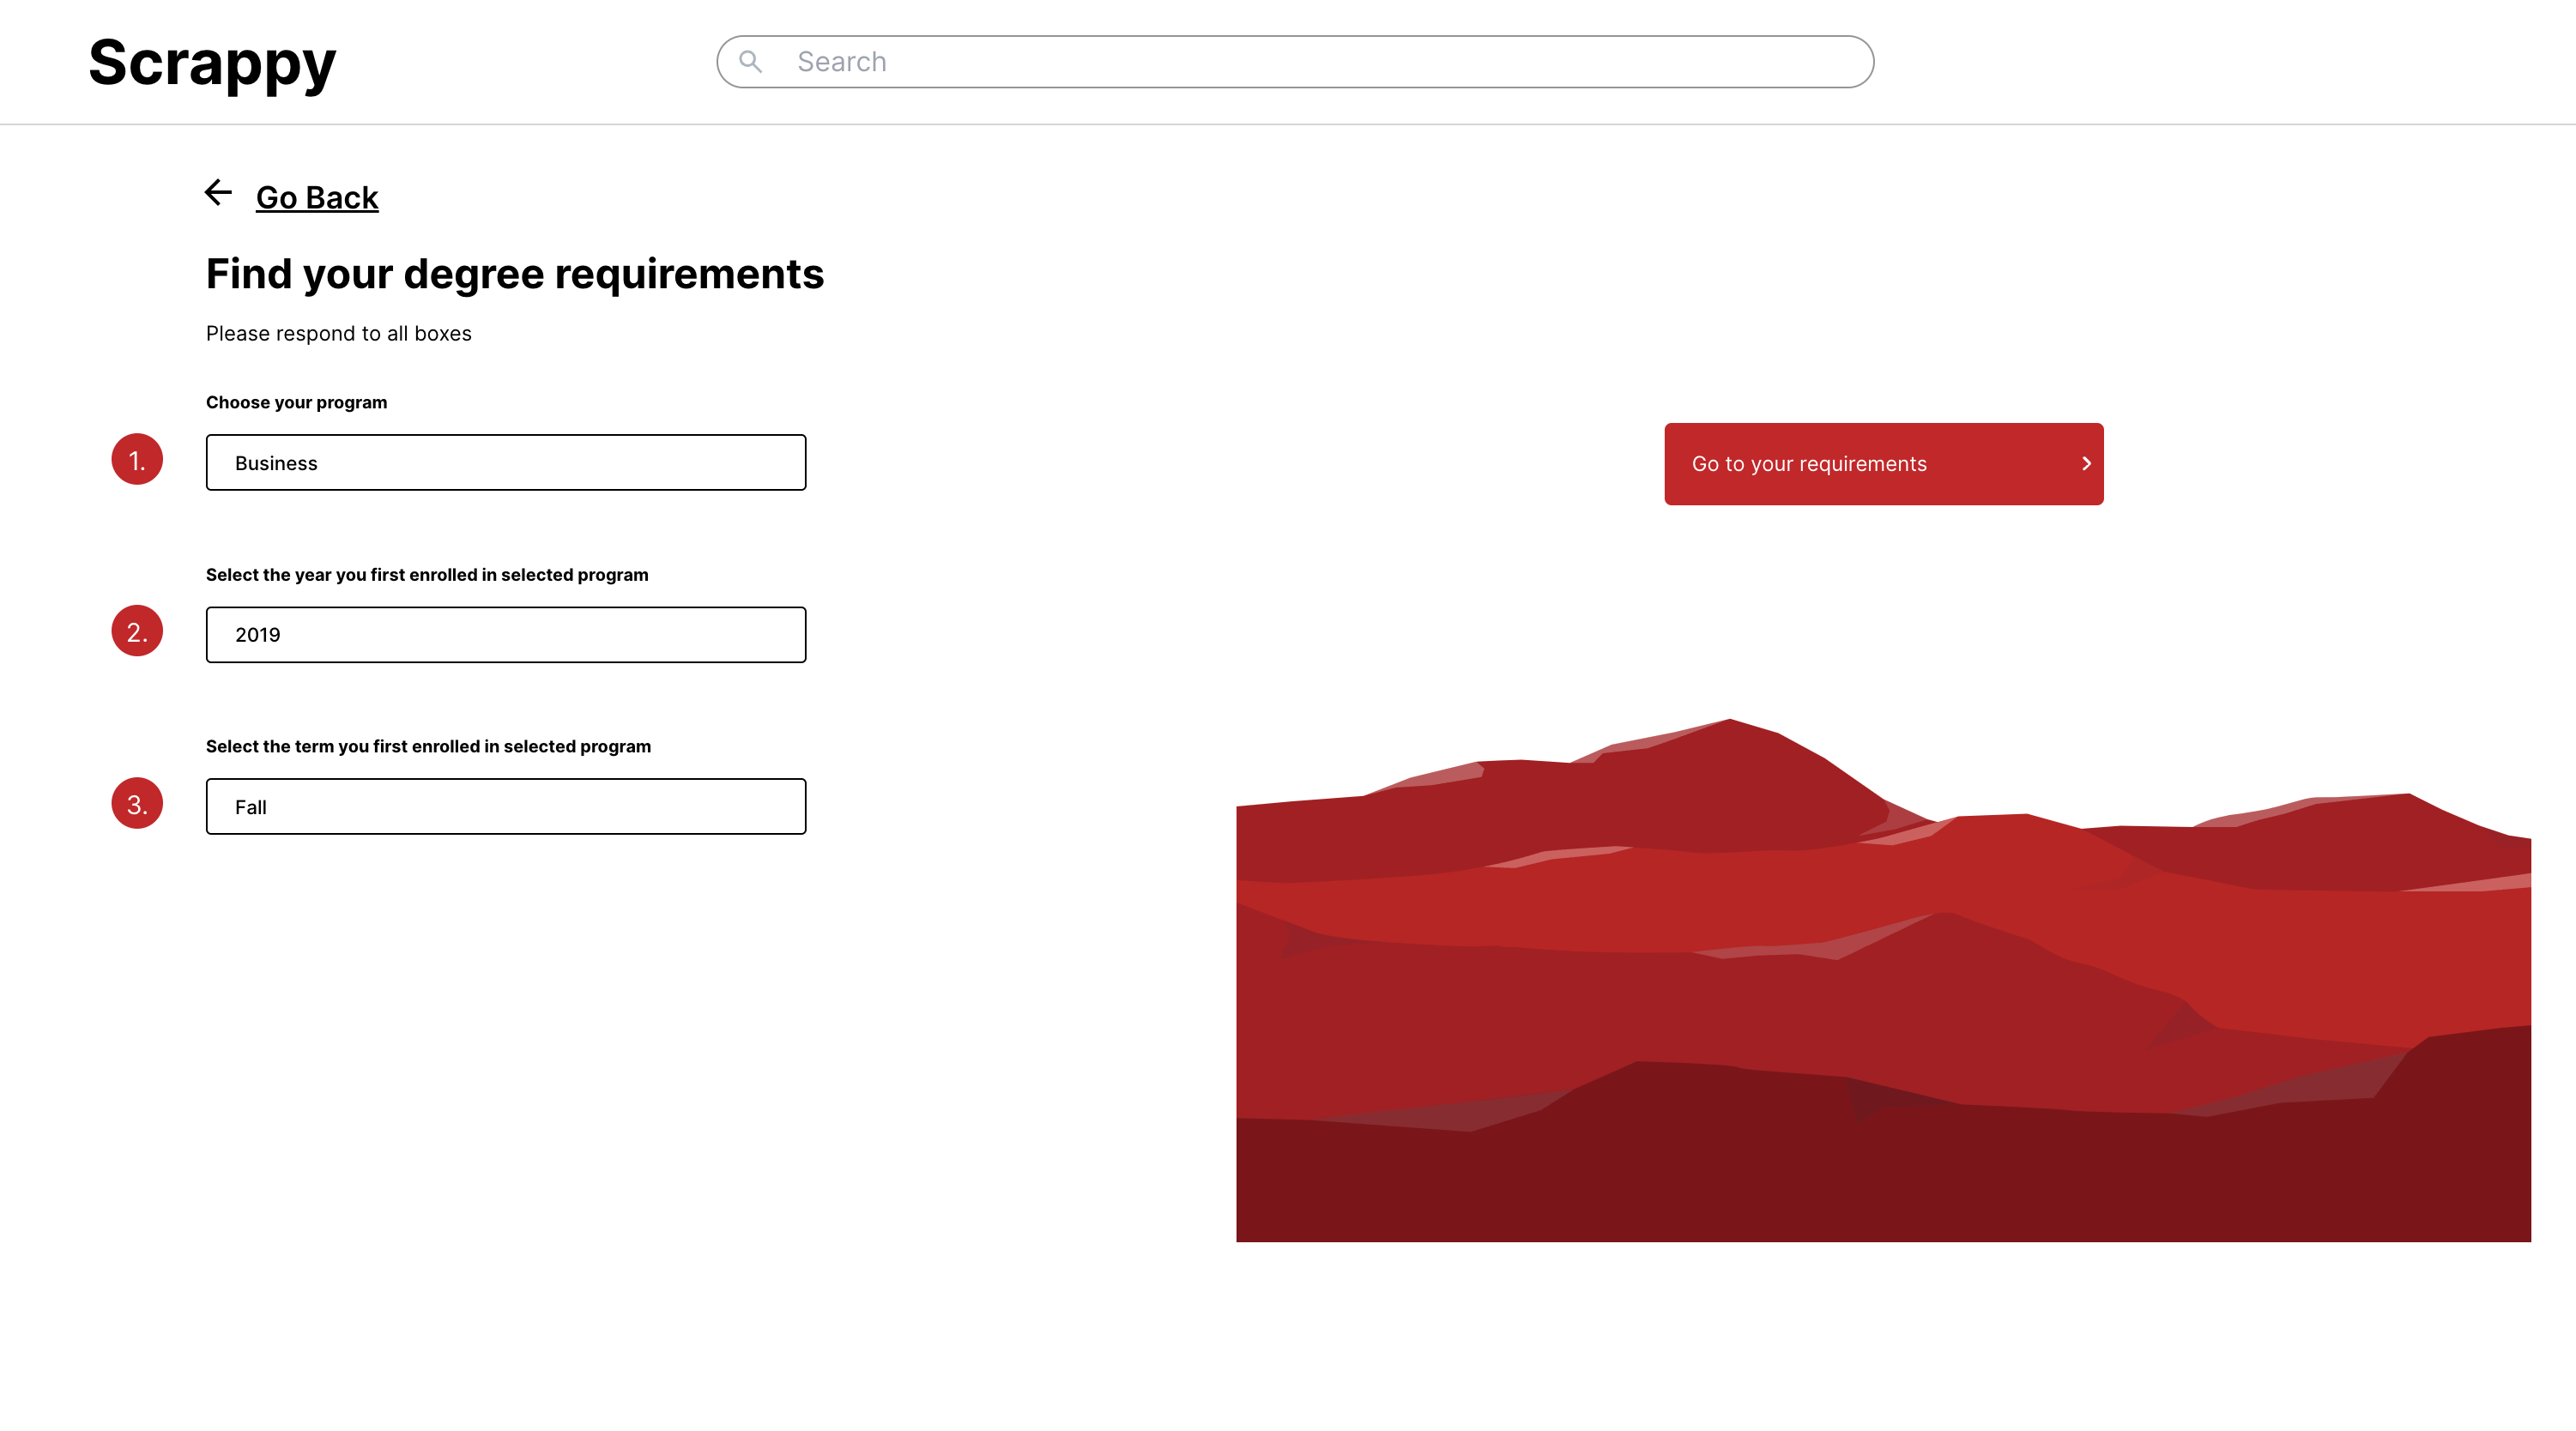 Scrappy
Search
Go Back
Find your degree requirements
Please respond to all boxes
Choose your program
1.
Business
Go to your requirements
Select the year you first enrolled in selected program
2.
2019
Select the term you first enrolled in selected program
3.
Fall